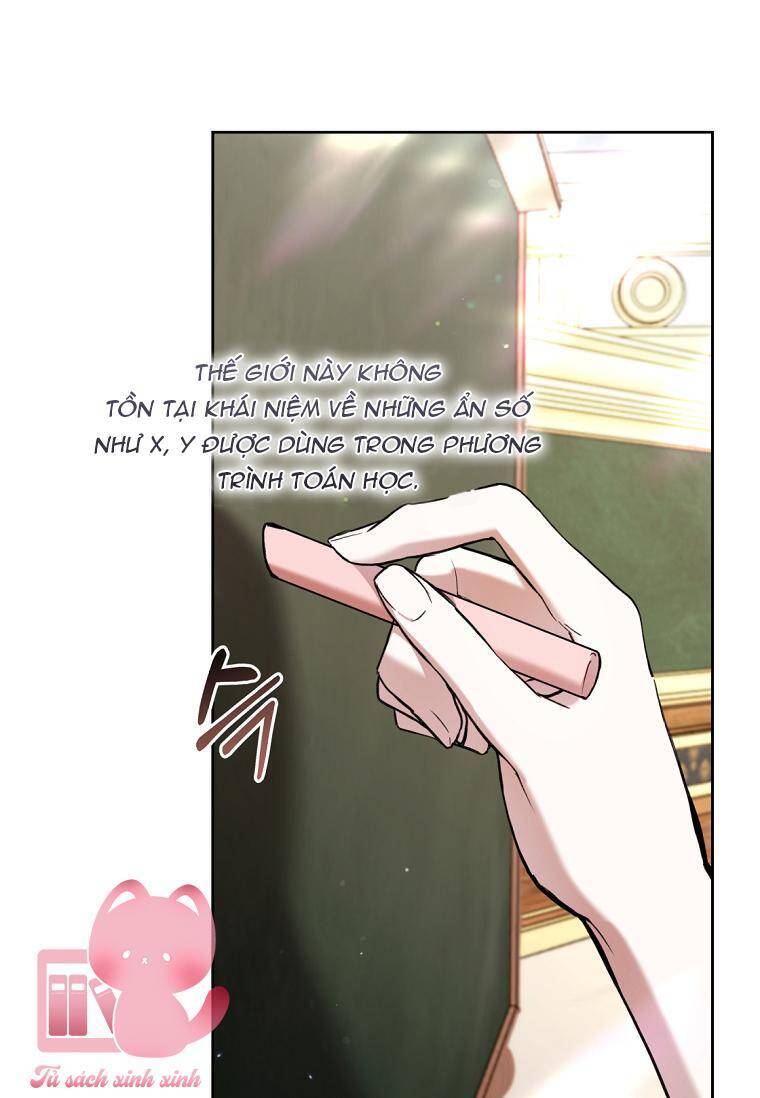 THẾ GIỚI NÀY KHÔNG
TỒN TẠI KHÁI NIỆM VỀ NHỮNG ẨN SỐ
NHƯ X, Y ĐƯỢC DÙNG TRONG PHƯƠNG
TRÌNH TOÁN HỌC.
Tủ sách xinh xinh